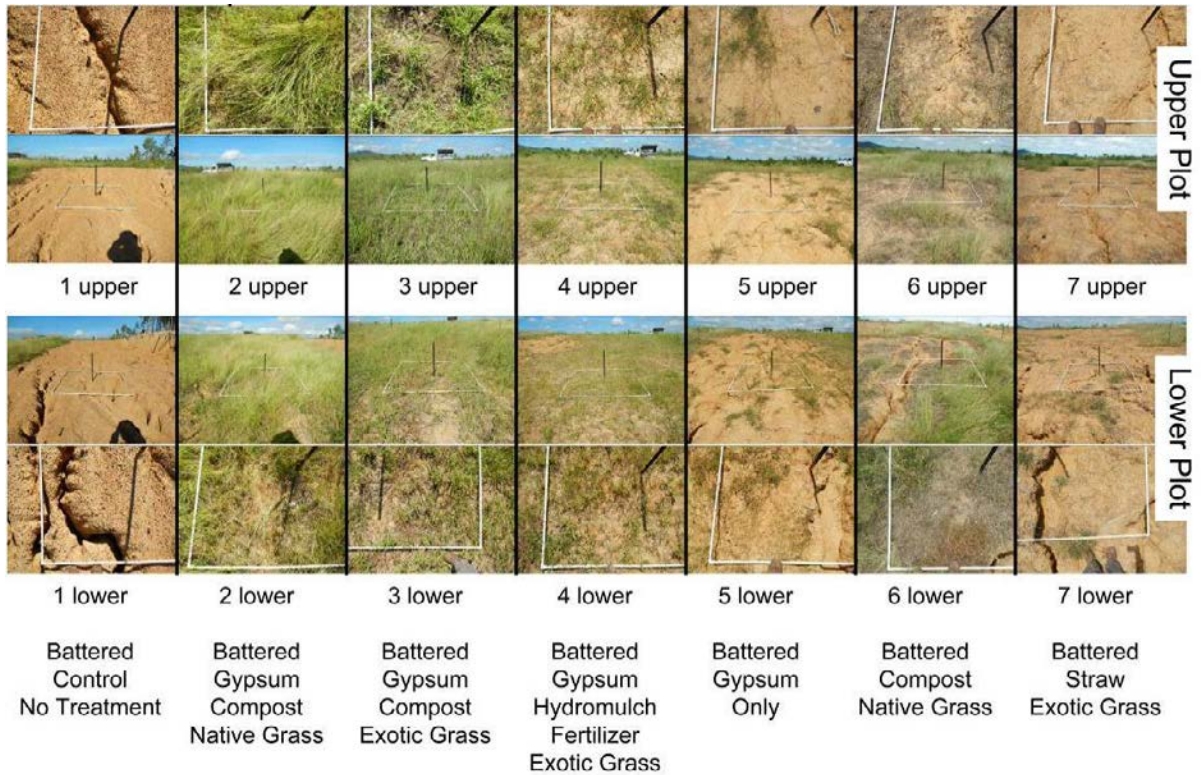 Upper Plot
1 upper
2 upper
3 upper
4 upper
5 upper
6 upper
7 upper
Lower Plot
1 lower
2 lower
3 lower
4 lower
5 lower
6 lower
7 lower
Battered
Control
No Treatment
Battered
Gypsum
Compost
Native Grass
Battered
Gypsum
Compost
Exotic Grass
Battered
Gypsum
Hydromulch
Fertilizer
Exotic Grass
Battered
Gypsum
Only
Battered
Compost
Native Grass
Battered
Straw
Exotic Grass